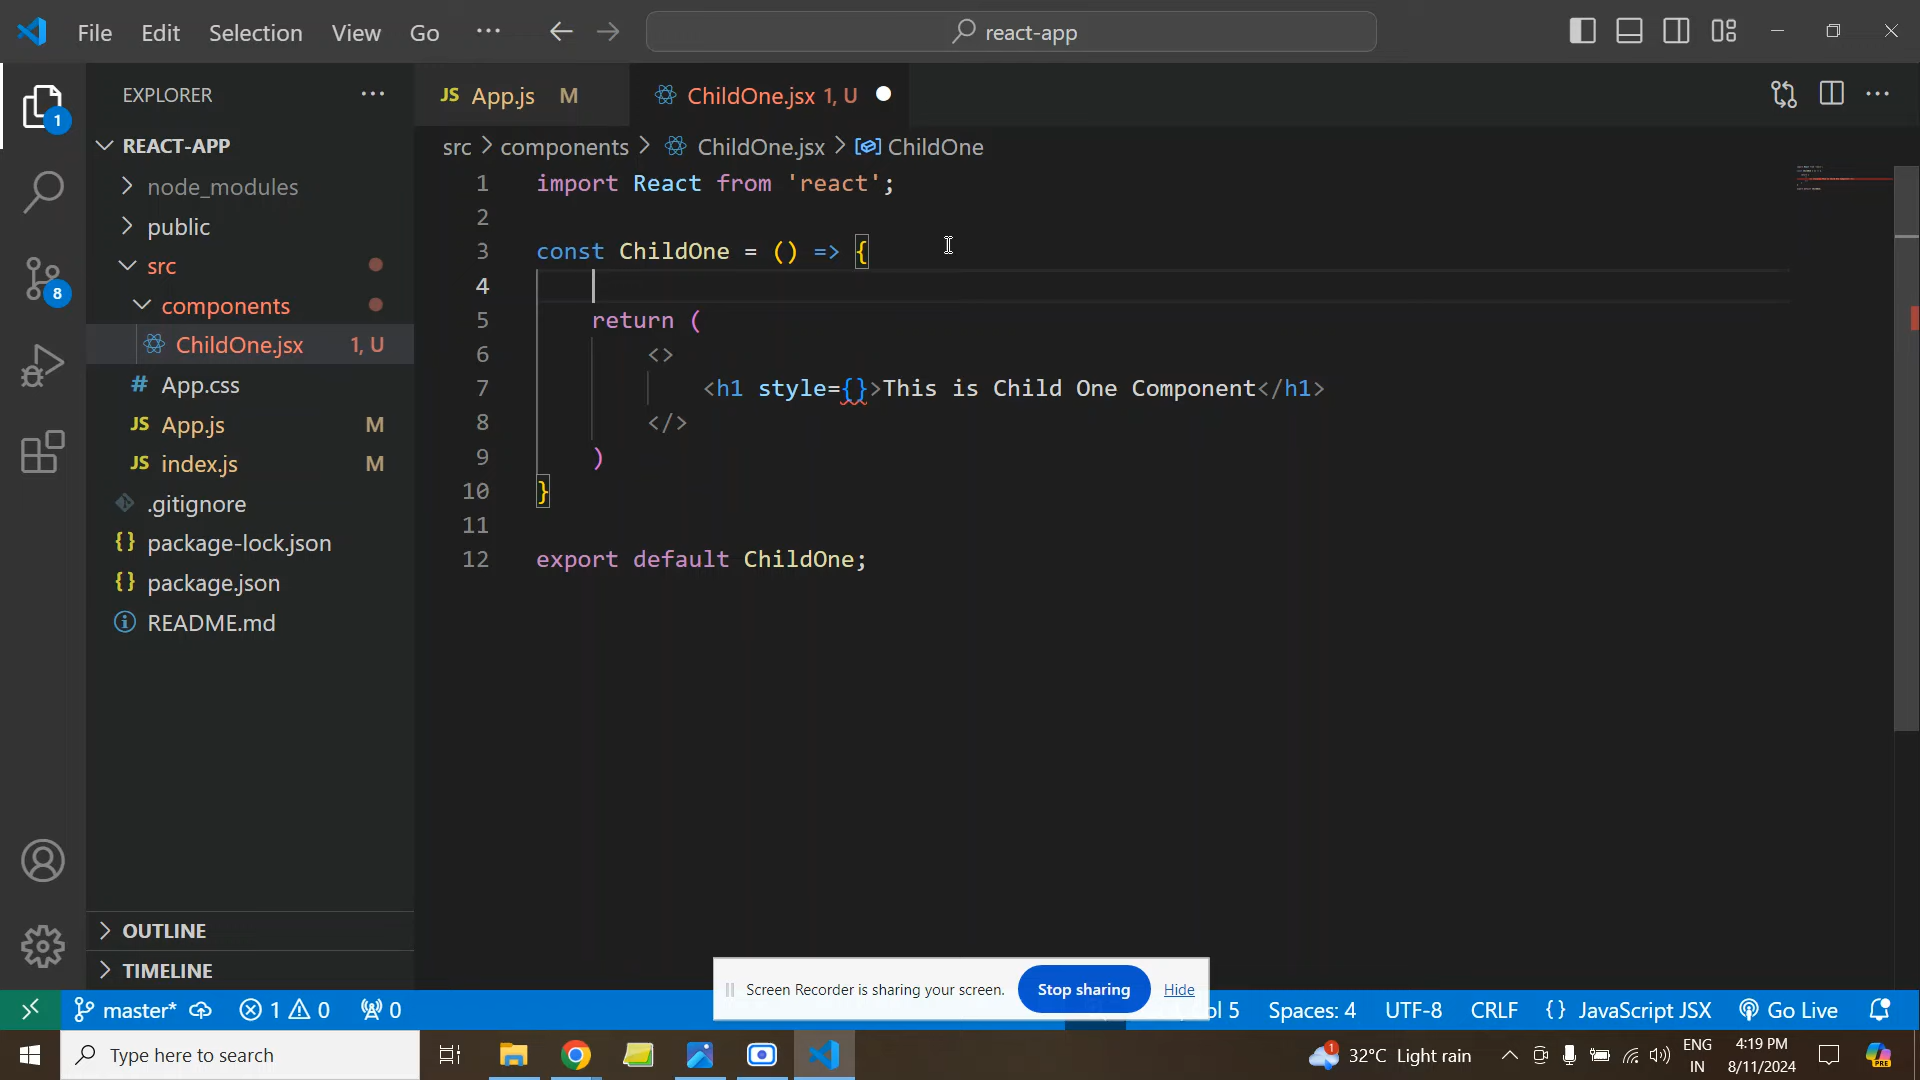 File Edit Selection View Go ··· react-app
EXPLORER ···
REACT-APP
node_modules
public
src
components
ChildOne.jsx 1, U
# App.css
JS App.js M
JS index.js M
.gitignore
{} package-lock.json
{} package.json
README.md
OUTLINE
TIMELINE
1
8
JS App.js M ChildOne.jsx 1, U
src > components > ChildOne.jsx > ChildOne
1 import React from 'react';
2
3 const ChildOne = () => {
4
5 return (
6 <>
7 <h1 style={}>This is Child One Component</h1>
8 </>
9 )
10 }
11
12 export default ChildOne;
Screen Recorder is sharing your screen. Stop sharing Hide
master* 1 0 0 ol 5 Spaces: 4 UTF-8 CRLF {} JavaScript JSX Go Live
Type here to search 1 32°C Light rain ENG IN 4:19 PM 8/11/2024 PRE